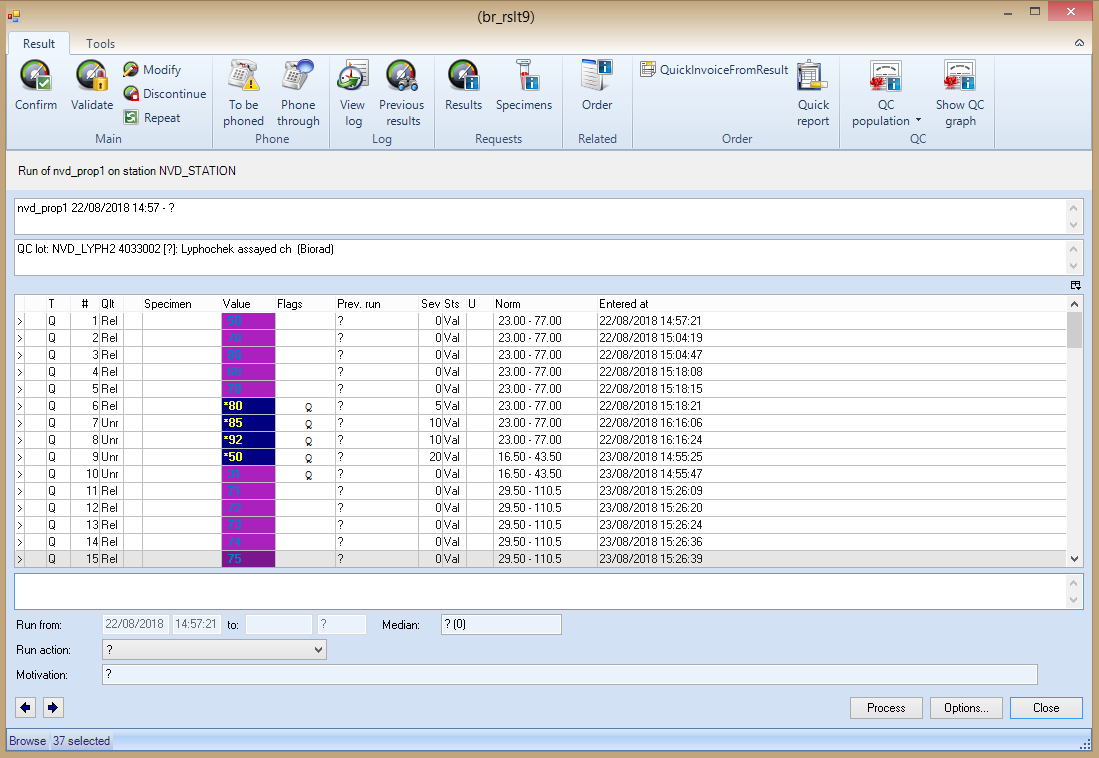 (br_rslt9)
Result Tools
Confirm Validate Modify Discontinue Repeat
Main
To be phoned Phone through
Phone
View log Previous results
Log
Results Specimens
Requests
Order
Related
QuickInvoiceFromResult Quick report
Order
QC population Show QC graph
QC
Run of nvd_prop1 on station NVD_STATION
nvd_prop1 22/08/2018 14:57 - ?
QC lot: NVD_LYPH2 4033002 [?]: Lyphochek assayed ch (Biorad)
T # Qlt Specimen Value Flags Prev. run Sev Sts U Norm Entered at
> Q 1 Rel 50 ? 0 Val 23.00 - 77.00 22/08/2018 14:57:21
> Q 2 Rel 70 ? 0 Val 23.00 - 77.00 22/08/2018 15:04:19
> Q 3 Rel ? 0 Val 23.00 - 77.00 22/08/2018 15:04:47
> Q 4 Rel ? 0 Val 23.00 - 77.00 22/08/2018 15:18:08
> Q 5 Rel 70 ? 0 Val 23.00 - 77.00 22/08/2018 15:18:15
> Q 6 Rel *80 Q ? 5 Val 23.00 - 77.00 22/08/2018 15:18:21
> Q 7 Unr *85 Q ? 10 Val 23.00 - 77.00 22/08/2018 16:16:06
> Q 8 Unr *92 Q ? 10 Val 23.00 - 77.00 22/08/2018 16:16:24
> Q 9 Unr *50 Q ? 20 Val 16.50 - 43.50 23/08/2018 14:55:25
> Q 10 Unr 31 Q ? 0 Val 16.50 - 43.50 23/08/2018 14:55:47
> Q 11 Rel 71 ? 0 Val 29.50 - 110.5 23/08/2018 15:26:09
> Q 12 Rel 72 ? 0 Val 29.50 - 110.5 23/08/2018 15:26:20
> Q 13 Rel 73 ? 0 Val 29.50 - 110.5 23/08/2018 15:26:24
> Q 14 Rel 74 ? 0 Val 29.50 - 110.5 23/08/2018 15:26:36
> Q 15 Rel 75 ? 0 Val 29.50 - 110.5 23/08/2018 15:26:39
Run from: 22/08/2018 14:57:21 to: ? Median: ? (0)
Run action: ?
Motivation: ?
Process Options... Close
Browse 37 selected